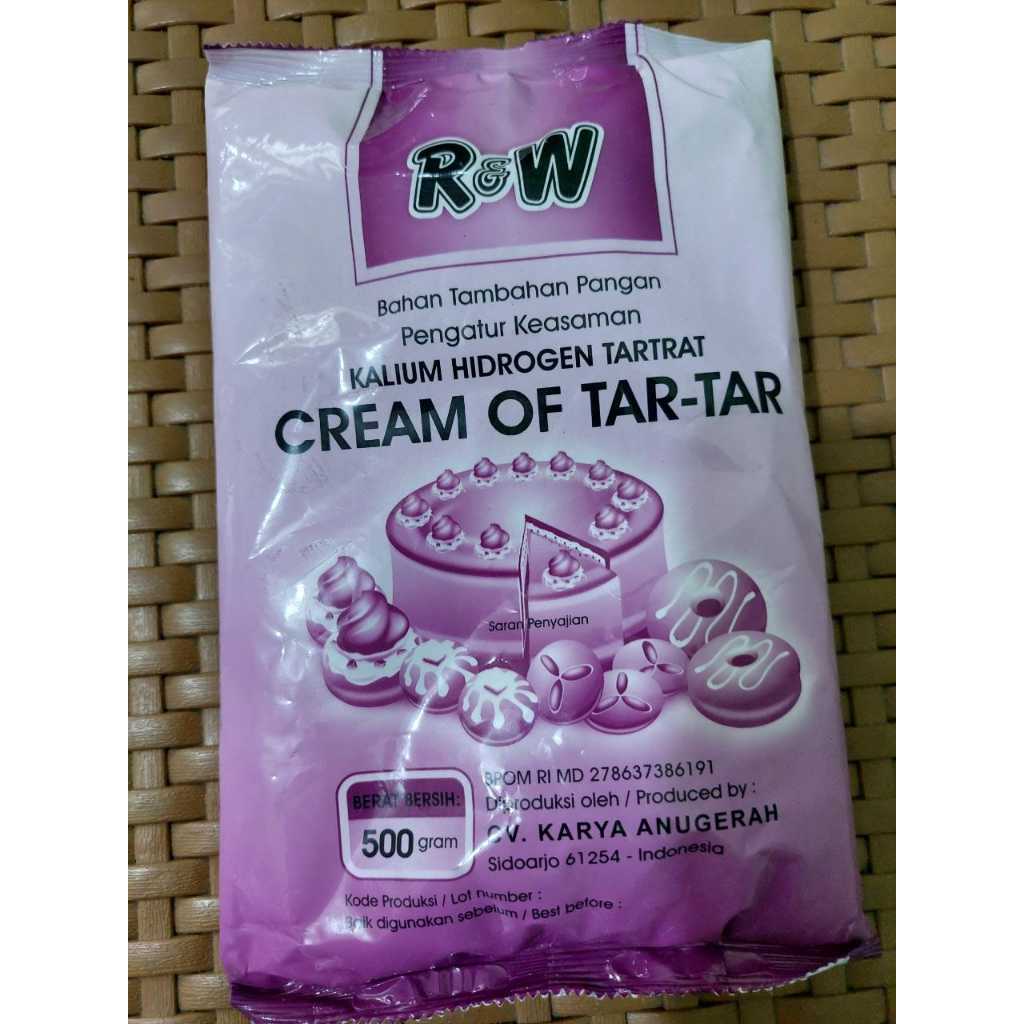 R&W
Bahan Tambahan Pangan
Pengatur Keasaman
KALIUM HIDROGEN TARTRAT
CREAM OF TAR-TAR
Saran Penyajian
BERAT BERSIH:
500 gram
BPOM RI MD 278637386191
Diproduksi oleh / Produced by :
CV. KARYA ANUGERAH
Sidoarjo 61254 - Indonesia
Kode Produksi / Lot number :
Baik digunakan sebelum / Best before :